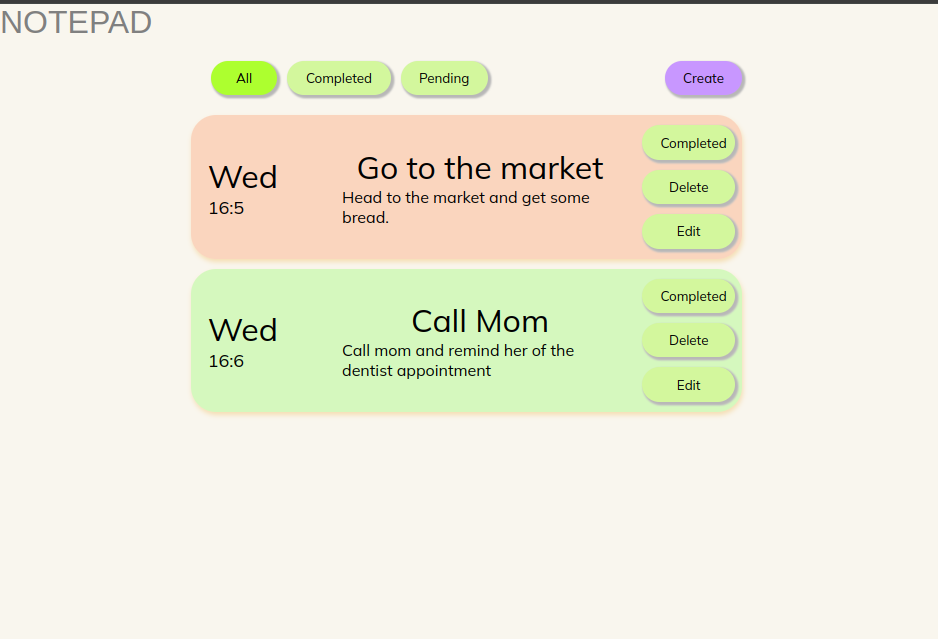 NOTEPAD
All
Completed
Pending
Create
Wed
16:5
Go to the market
Head to the market and get some
bread.
Completed
Delete
Edit
Wed
16:6
Call Mom
Call mom and remind her of the
dentist appointment
Completed
Delete
Edit